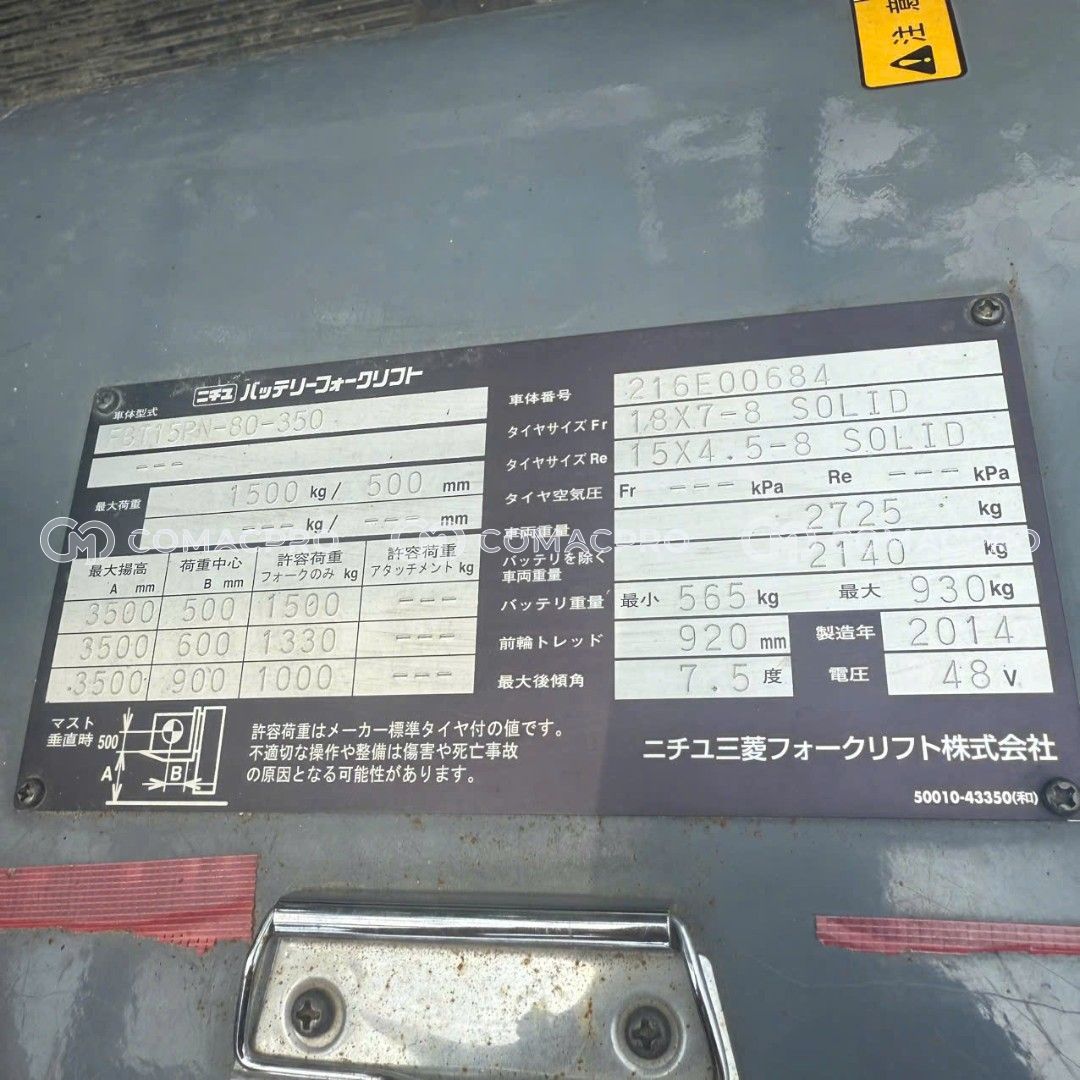 注意
ニチユ バッテリーフォークリフト
車体型式
FBT15PN-80-350
---
最大荷重 1500 kg/ 500 mm
--- kg/ --- mm
最大揚高 A mm 荷重中心 B mm 許容荷重 フォークのみ kg 許容荷重 アタッチメント kg
3500 500 1500 ---
3500 600 1330 ---
3500 900 1000 ---
マスト
垂直時 500
A B
許容荷重はメーカー標準タイヤ付の値です。
不適切な操作や整備は傷害や死亡事故
の原因となる可能性があります。
車体番号 216E00684
タイヤサイズ Fr 18X7-8 SOLID
タイヤサイズ Re 15X4.5-8 SOLID
タイヤ空気圧 Fr --- kPa Re --- kPa
車両重量 2725 kg
バッテリを除く
車両重量 2140 kg
バッテリ重量 最小 565 kg 最大 930 kg
前輪トレッド 920 mm 製造年 2014
最大後傾角 7.5 度 電圧 48 V
ニチユ三菱フォークリフト株式会社
50010-43350(和)
COMACPRO COMACPRO